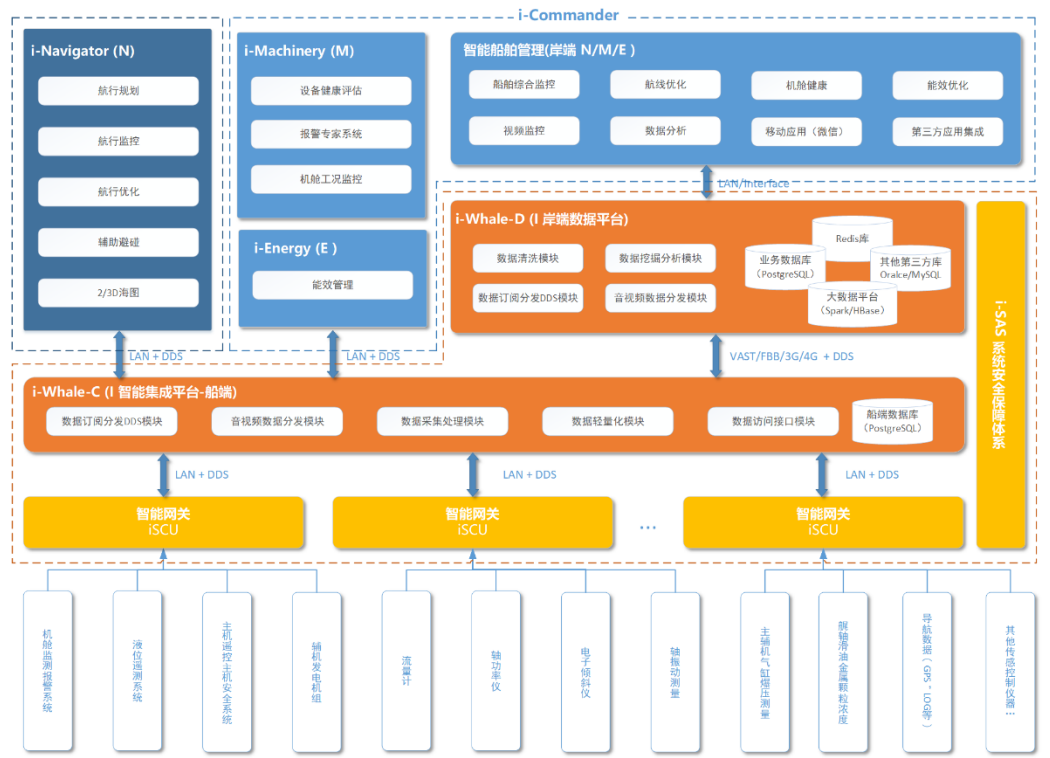 i-Commander
i-Navigator (N)
航行规划
航行监控
航行优化
辅助避碰
2/3D海图
i-Machinery (M)
设备健康评估
报警专家系统
机舱工况监控
i-Energy (E )
能效管理
智能船舶管理(岸端 N/M/E )
船舶综合监控
航线优化
机舱健康
能效优化
视频监控
数据分析
移动应用（微信）
第三方应用集成
LAN/Interface
i-Whale-D (I 岸端数据平台)
数据清洗模块
数据挖掘分析模块
数据订阅分发DDS模块
音视频数据分发模块
Redis库
业务数据库
（PostgreSQL）
其他第三方库
Oralce/MySQL
大数据平台
（Spark/HBase）
i-SAS 系统安全保障体系
LAN + DDS
LAN + DDS
VAST/FBB/3G/4G + DDS
i-Whale-C (I 智能集成平台-船端)
数据订阅分发DDS模块
音视频数据分发模块
数据采集处理模块
数据轻量化模块
数据访问接口模块
船端数据库
（PostgreSQL）
LAN + DDS
LAN + DDS
LAN + DDS
智能网关
iSCU
智能网关
iSCU
...
智能网关
iSCU
机舱监测报警系统
液位遥测系统
主机遥控主机安全系统
辅机发电机组
流量计
轴功率仪
电子倾斜仪
轴振动测量
主辅机气缸爆压测量
艉轴滑油金属颗粒浓度
导航数据（GPS"LOG等）
其他传感控制仪器…